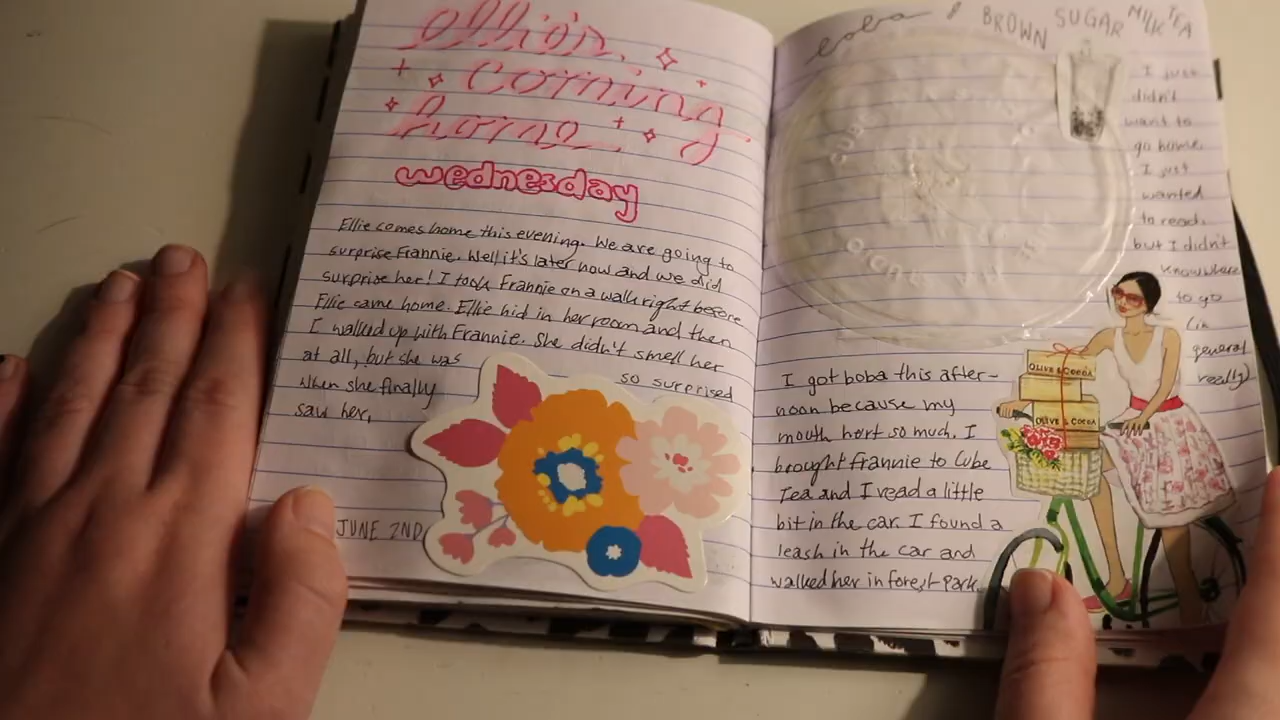 Ellie's
coming
home
wednesday
Ellie comes home this evening. We are going to
surprise Frannie. Well it's later now and we did
surprise her! I took Frannie on a walk right before
Ellie came home. Ellie hid in her room and then
I walked up with Frannie. She didn't smell her
at all, but she was so surprised
when she finally
saw her,
JUNE 2ND
boba & BROWN SUGAR MILK TEA
I just
didn't
want to
go home.
I just
wanted
to read.
but I didn't
know where
to go
(in
general
really)
CUBE
STUDIO
OLIVE & COCOA
OLIVE & COCOA
I got boba this after-
noon because my
mouth hurt so much. I
brought Frannie to Cube
Tea and I read a little
bit in the car. I found a
leash in the car and
walked her in forest park.